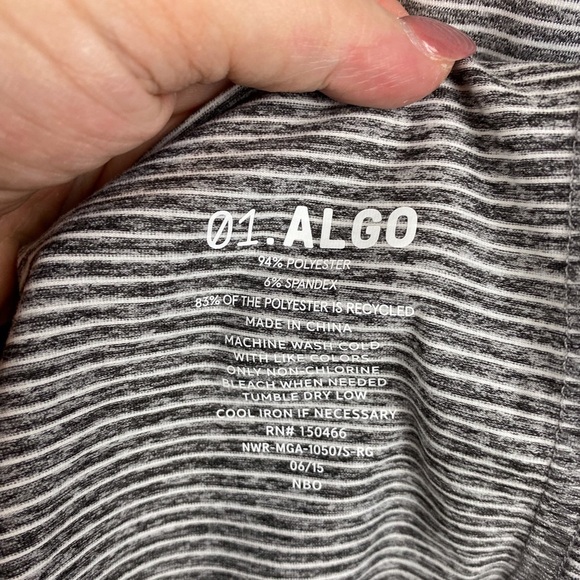 01.ALGO
94% POLYESTER
6% SPANDEX
83% OF THE POLYESTER IS RECYCLED
MADE IN CHINA
MACHINE WASH COLD
WITH LIKE COLORS
ONLY NON-CHLORINE
BLEACH WHEN NEEDED
TUMBLE DRY LOW
COOL IRON IF NECESSARY
RN# 150466
NWR-MGA-10507S-RG
06/15
NBO